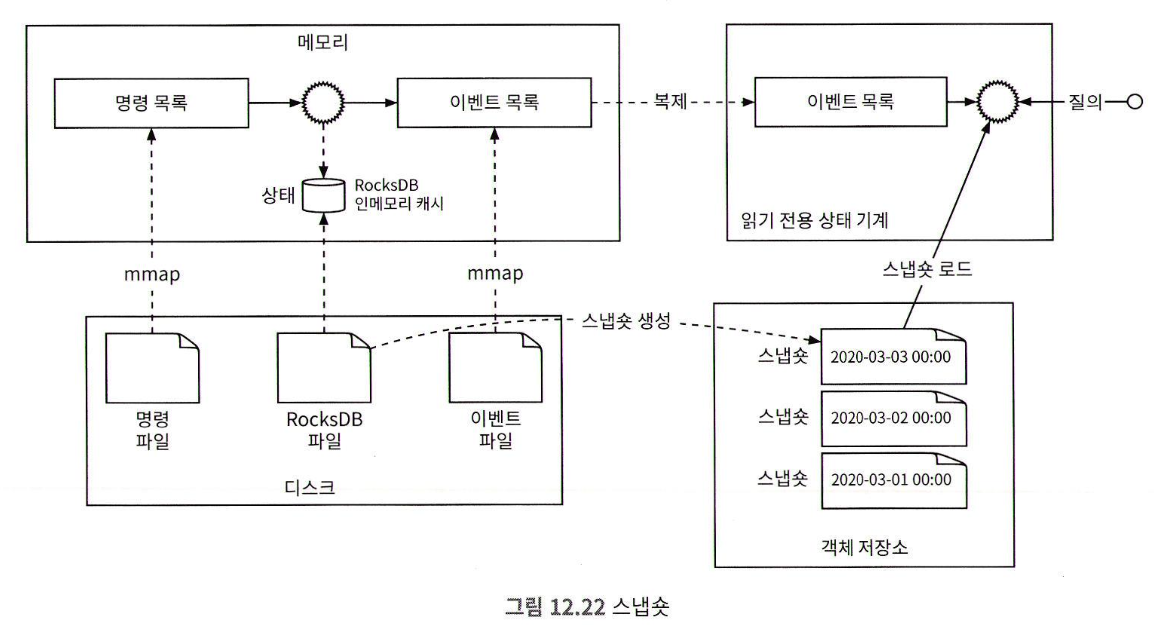 메모리
명령 목록
이벤트 목록
복제
이벤트 목록
질의
상태
RocksDB
인메모리 캐시
읽기 전용 상태 기계
mmap
mmap
스냅숏 로드
스냅숏 생성
명령
파일
RocksDB
파일
이벤트
파일
디스크
스냅숏
2020-03-03 00:00
스냅숏
2020-03-02 00:00
스냅숏
2020-03-01 00:00
객체 저장소
그림 12.22 스냅숏